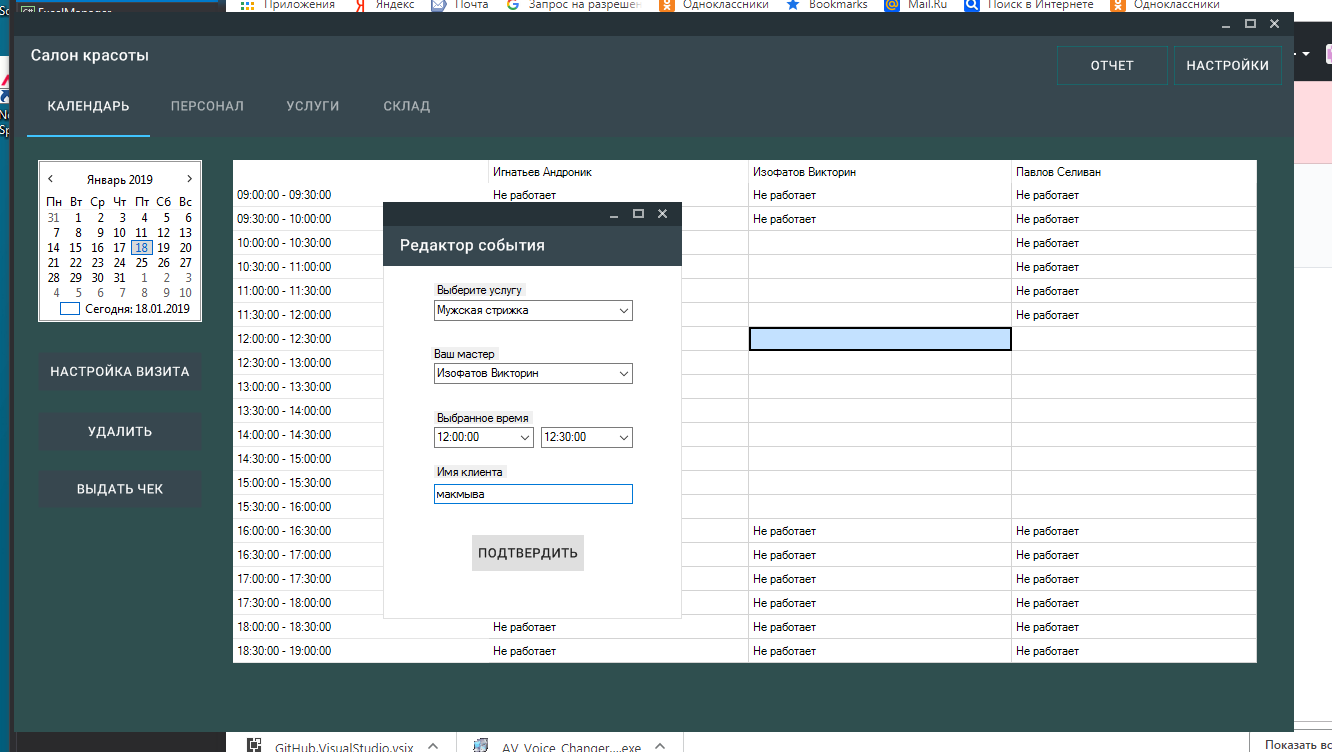 Приложения Яндекс Почта Запрос на разрешен Одноклассники Bookmarks Mail.Ru Поиск в Интернете Одноклассники
Салон красоты
ОТЧЕТ НАСТРОЙКИ
КАЛЕНДАРЬ ПЕРСОНАЛ УСЛУГИ СКЛАД
Январь 2019
Пн Вт Ср Чт Пт Сб Вс
31 1 2 3 4 5 6
7 8 9 10 11 12 13
14 15 16 17 18 19 20
21 22 23 24 25 26 27
28 29 30 31 1 2 3
4 5 6 7 8 9 10
Сегодня: 18.01.2019
НАСТРОЙКА ВИЗИТА
УДАЛИТЬ
ВЫДАТЬ ЧЕК
Игнатьев Андроник Изофатов Викторин Павлов Селиван
09:00:00 - 09:30:00 Не работает Не работает Не работает
09:30:00 - 10:00:00 Не работает Не работает
10:00:00 - 10:30:00 Не работает
10:30:00 - 11:00:00 Не работает
11:00:00 - 11:30:00 Не работает
11:30:00 - 12:00:00 Не работает
12:00:00 - 12:30:00
12:30:00 - 13:00:00
13:00:00 - 13:30:00
13:30:00 - 14:00:00
14:00:00 - 14:30:00
14:30:00 - 15:00:00
15:00:00 - 15:30:00
15:30:00 - 16:00:00
16:00:00 - 16:30:00 Не работает Не работает
16:30:00 - 17:00:00 Не работает Не работает
17:00:00 - 17:30:00 Не работает Не работает
17:30:00 - 18:00:00 Не работает Не работает
18:00:00 - 18:30:00 Не работает Не работает Не работает
18:30:00 - 19:00:00 Не работает Не работает Не работает
Редактор события
Выберите услугу
Мужская стрижка
Ваш мастер
Изофатов Викторин
Выбранное время
12:00:00 12:30:00
Имя клиента
макмыва
ПОДТВЕРДИТЬ
GitHub.VisualStudio.vsix AV_Voice_Changer....exe Показать вс